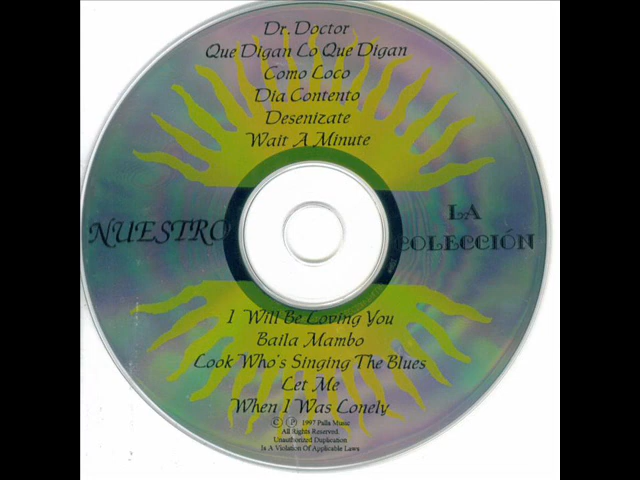 Dr. Doctor
Que Digan Lo Que Digan
Como Loco
Dia Contento
Desenizate
Wait A Minute
NUESTRO
LA
COLECCIÓN
I Will Be Loving You
Baila Mambo
Look Who's Singing The Blues
Let Me
When I Was Lonely
© ℗ 1997 Palla Music
All Rights Reserved.
Unauthorized Duplication
Is A Violation Of Applicable Laws